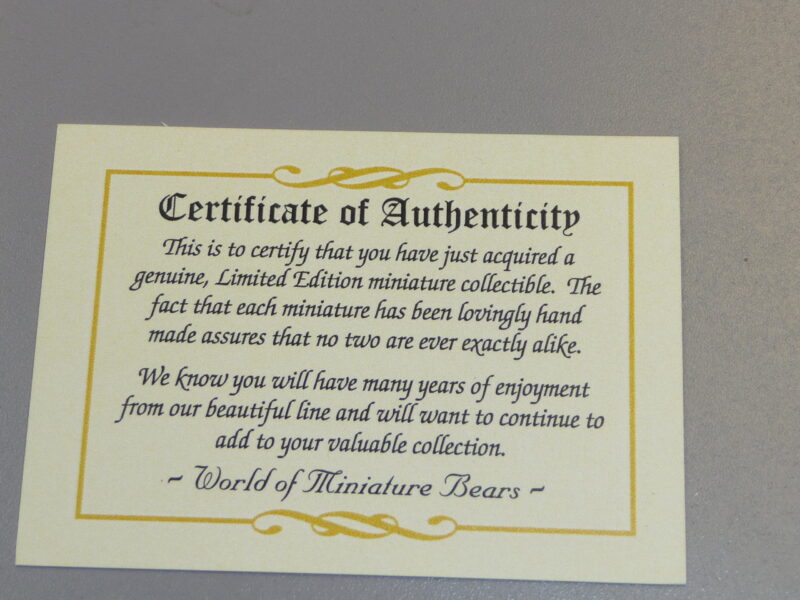 Certificate of Authenticity
This is to certify that you have just acquired a
genuine, Limited Edition miniature collectible. The
fact that each miniature has been lovingly hand
made assures that no two are ever exactly alike.
We know you will have many years of enjoyment
from our beautiful line and will want to continue to
add to your valuable collection.
~ World of Miniature Bears ~